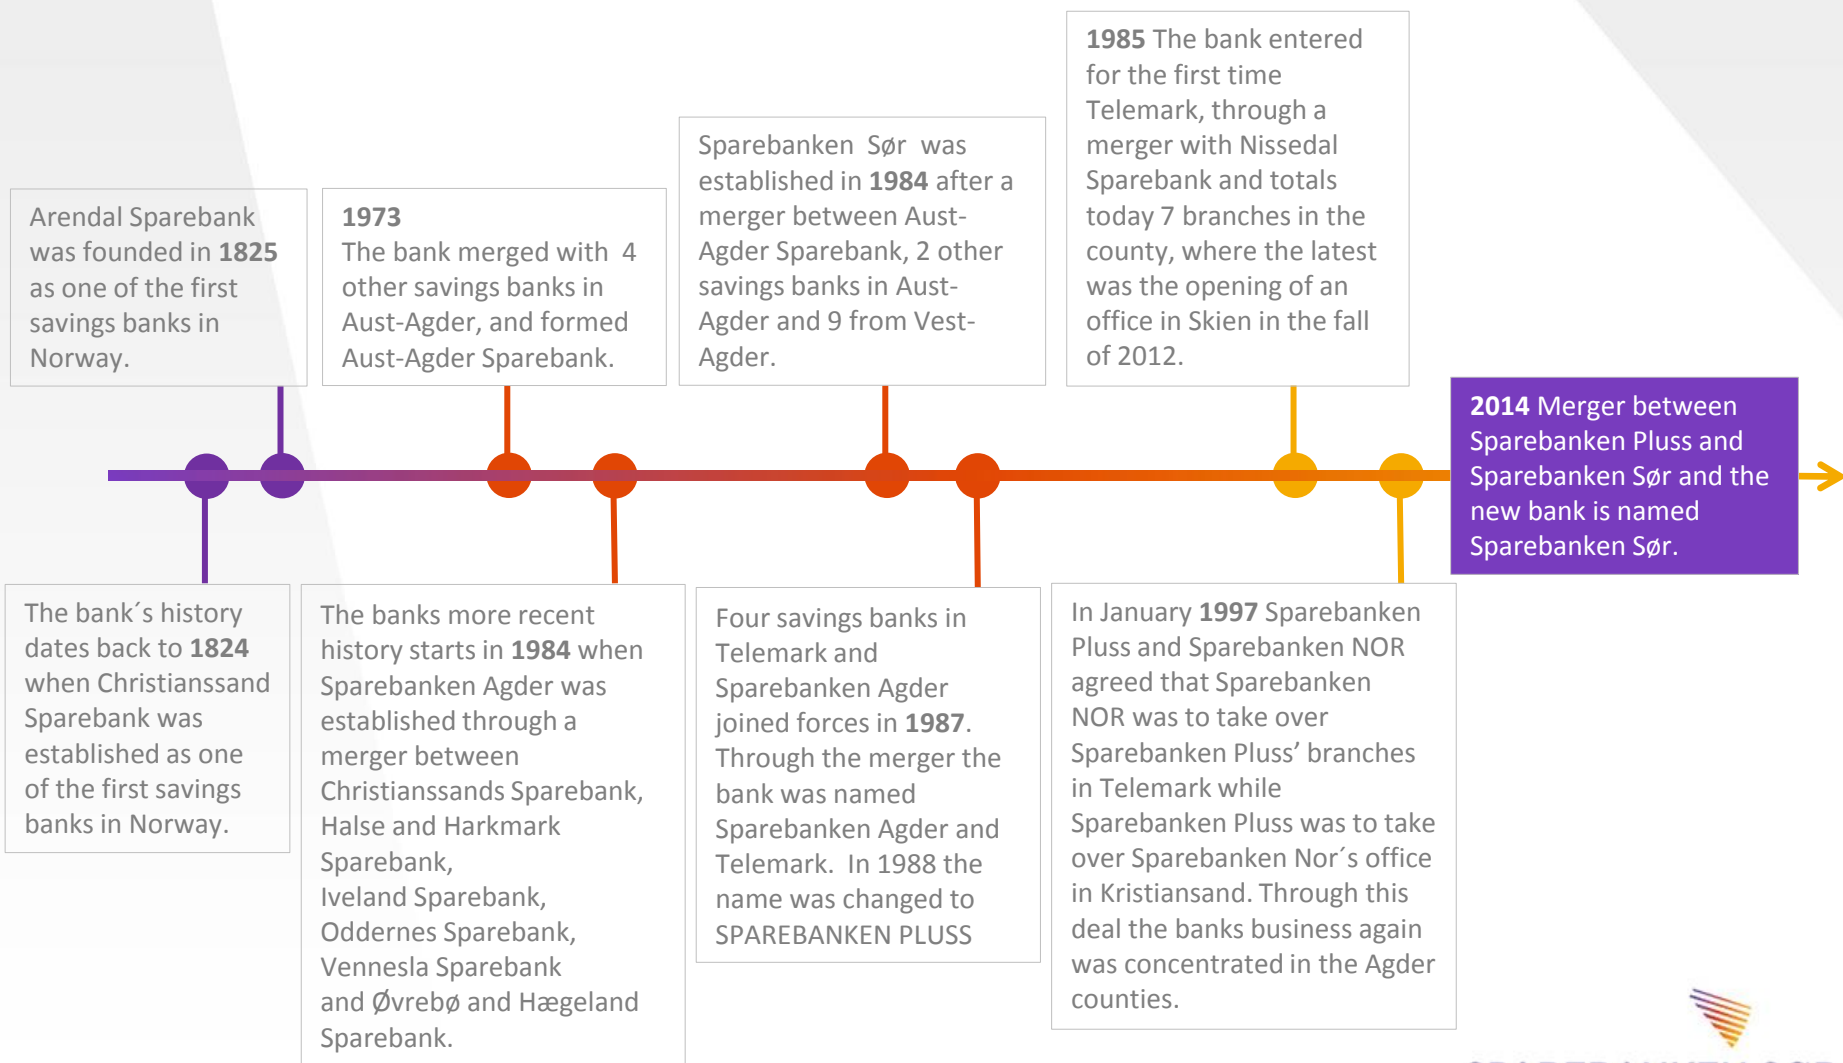 1985 The bank entered
for the first time
Telemark, through a
merger with Nissedal
Sparebank and totals
today 7 branches in the
county, where the latest
was the opening of an
office in Skien in the fall
of 2012.
Sparebanken Sør was
established in 1984 after a
merger between Aust-
Agder Sparebank, 2 other
savings banks in Aust-
Agder and 9 from Vest-
Agder.
Arendal Sparebank
was founded in 1825
as one of the first
savings banks in
Norway.
1973
The bank merged with 4
other savings banks in
Aust-Agder, and formed
Aust-Agder Sparebank.
2014 Merger between
Sparebanken Pluss and
Sparebanken Sør and the
new bank is named
Sparebanken Sør.
The bank´s history
dates back to 1824
when Christianssand
Sparebank was
established as one
of the first savings
banks in Norway.
The banks more recent
history starts in 1984 when
Sparebanken Agder was
established through a
merger between
Christianssands Sparebank,
Halse and Harkmark
Sparebank,
Iveland Sparebank,
Oddernes Sparebank,
Vennesla Sparebank
and Øvrebø and Hægeland
Sparebank.
Four savings banks in
Telemark and
Sparebanken Agder
joined forces in 1987.
Through the merger the
bank was named
Sparebanken Agder and
Telemark. In 1988 the
name was changed to
SPAREBANKEN PLUSS
In January 1997 Sparebanken
Pluss and Sparebanken NOR
agreed that Sparebanken
NOR was to take over
Sparebanken Pluss’ branches
in Telemark while
Sparebanken Pluss was to take
over Sparebanken Nor´s office
in Kristiansand. Through this
deal the banks business again
was concentrated in the Agder
counties.